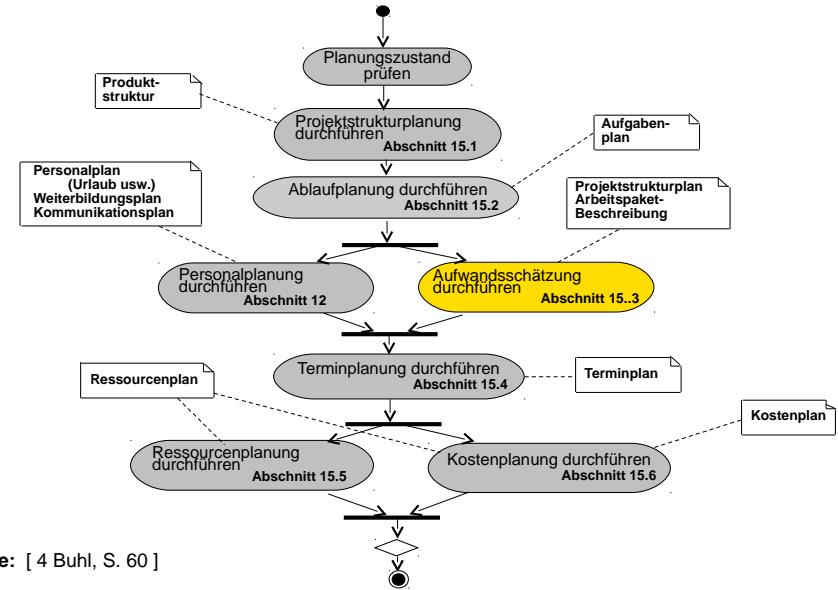 Planungszustand
prüfen
Produkt-
struktur
Projektstrukturplanung
durchführen
Abschnitt 15.1
Aufgaben-
plan
Personalplan
(Urlaub usw.)
Weiterbildungsplan
Kommunikationsplan
Ablaufplanung durchführen
Abschnitt 15.2
Projektstrukturplan
Arbeitspaket-
Beschreibung
Personalplanung
durchführen
Abschnitt 12
Aufwandsschätzung
durchführen
Abschnitt 15..3
Terminplanung durchführen
Abschnitt 15.4
Ressourcenplan
Terminplan
Kostenplan
Ressourcenplanung
durchführen
Abschnitt 15.5
Kostenplanung durchführen
Abschnitt 15.6
e: [ 4 Buhl, S. 60 ]